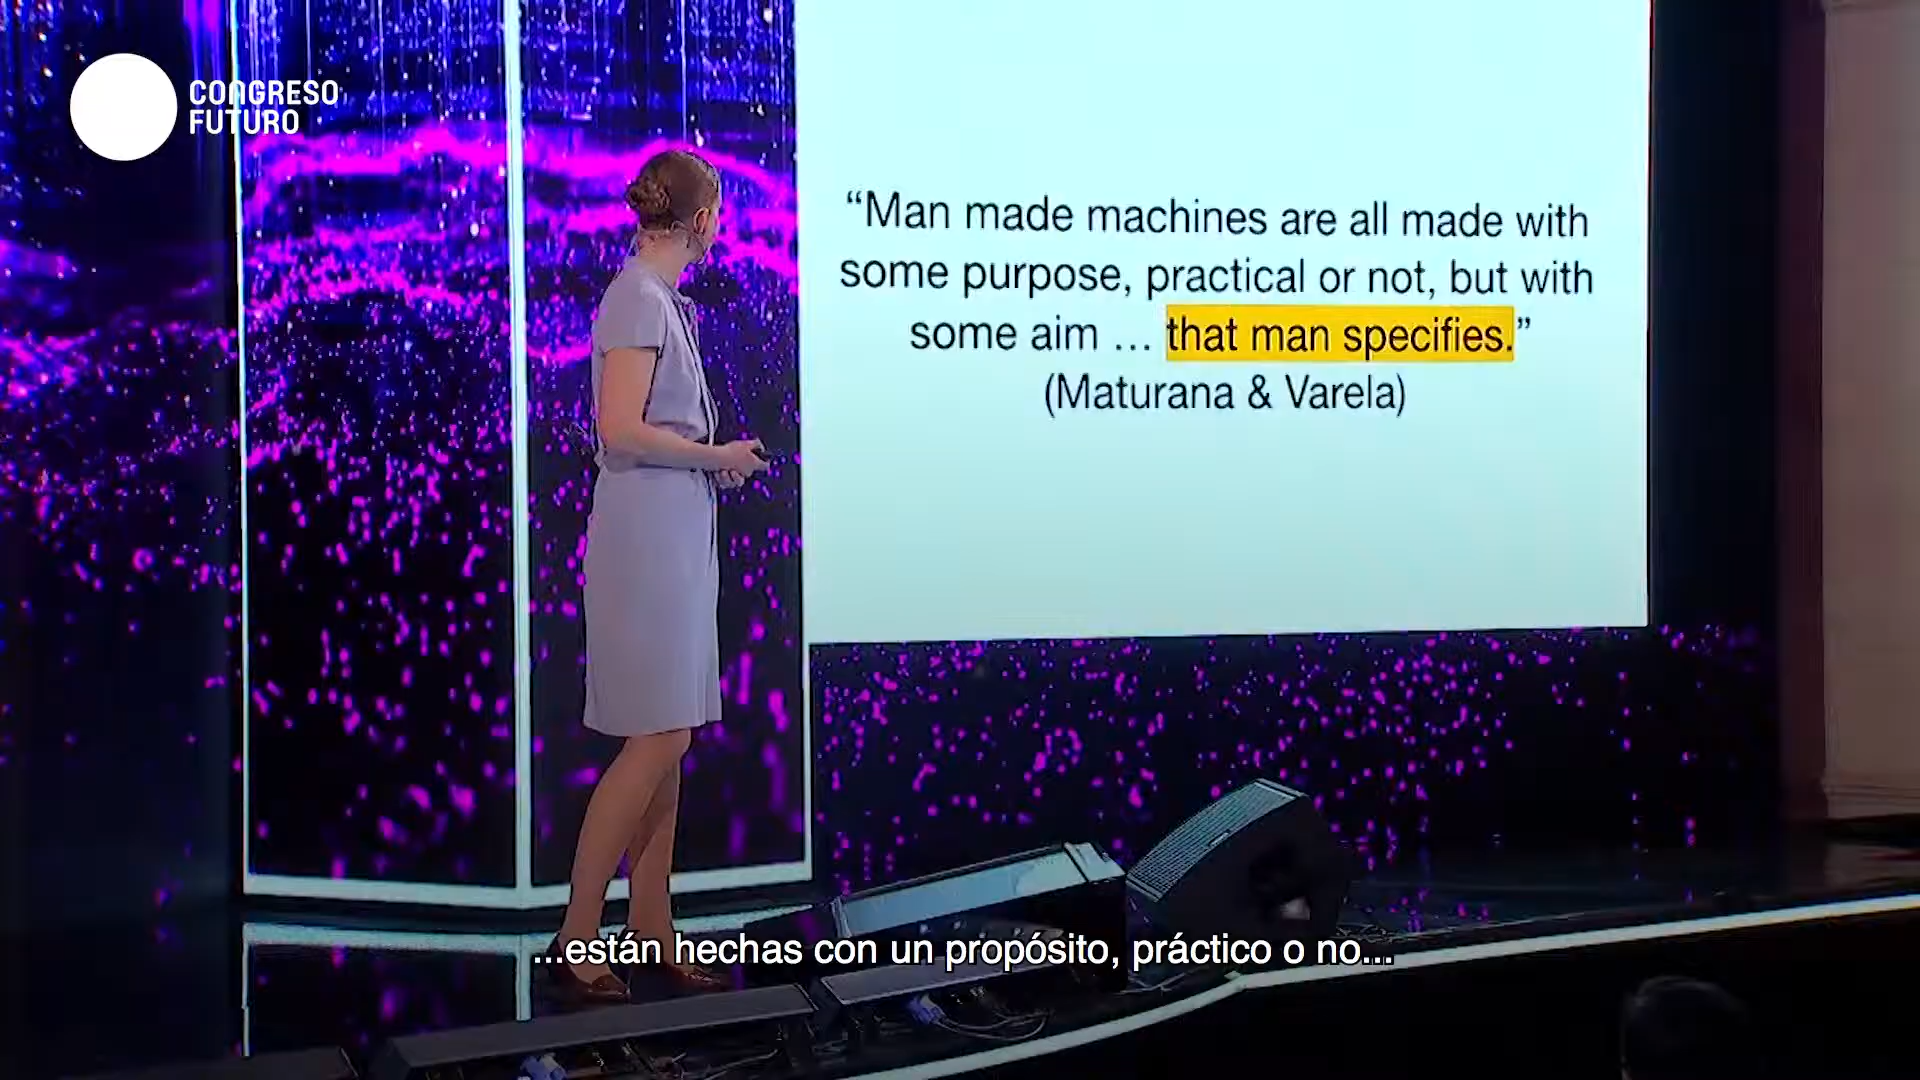 CONGRESO
FUTURO
“Man made machines are all made with
some purpose, practical or not, but with
some aim … that man specifies.”
(Maturana & Varela)
...están hechas con un propósito, práctico o no...